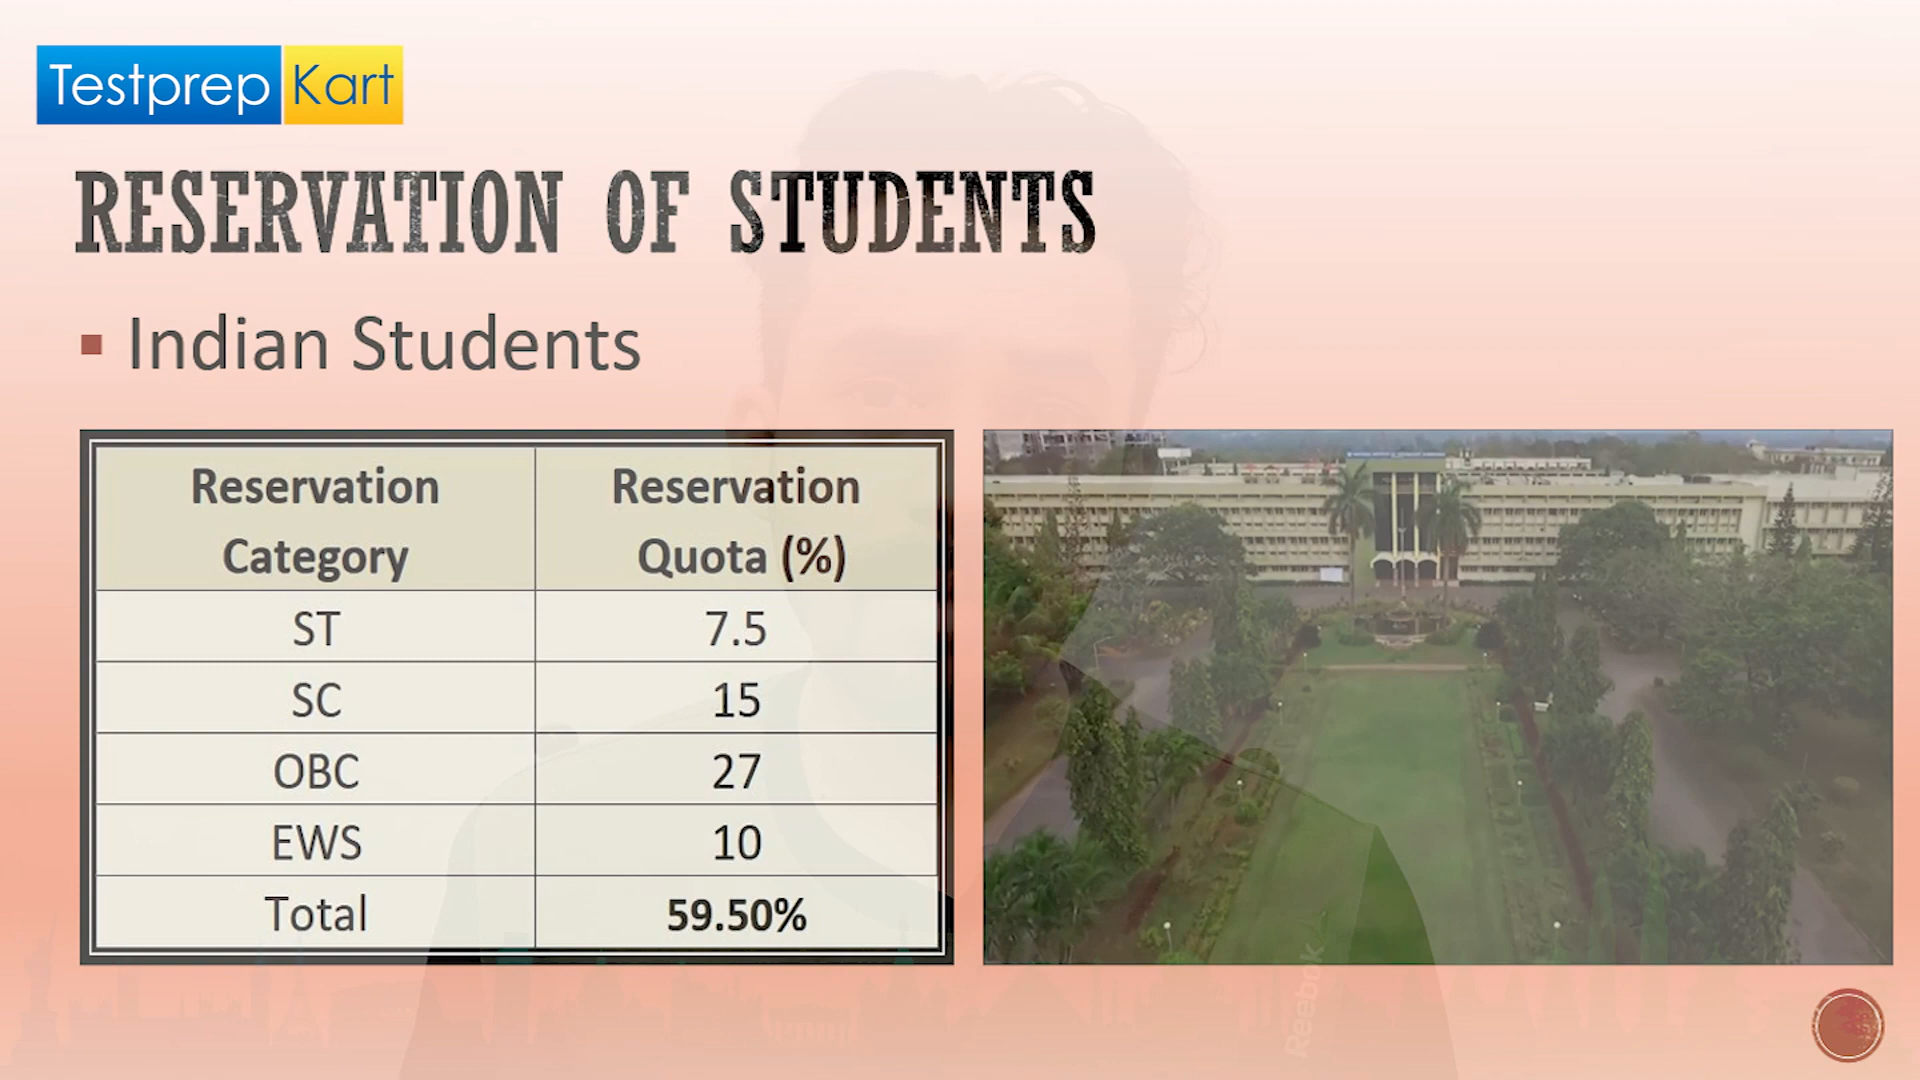 Testprep Kart
RESERVATION OF STUDENTS
Indian Students
Reservation Category
Reservation Quota (%)
ST 7.5
SC 15
OBC 27
EWS 10
Total 59.50%
Reebok